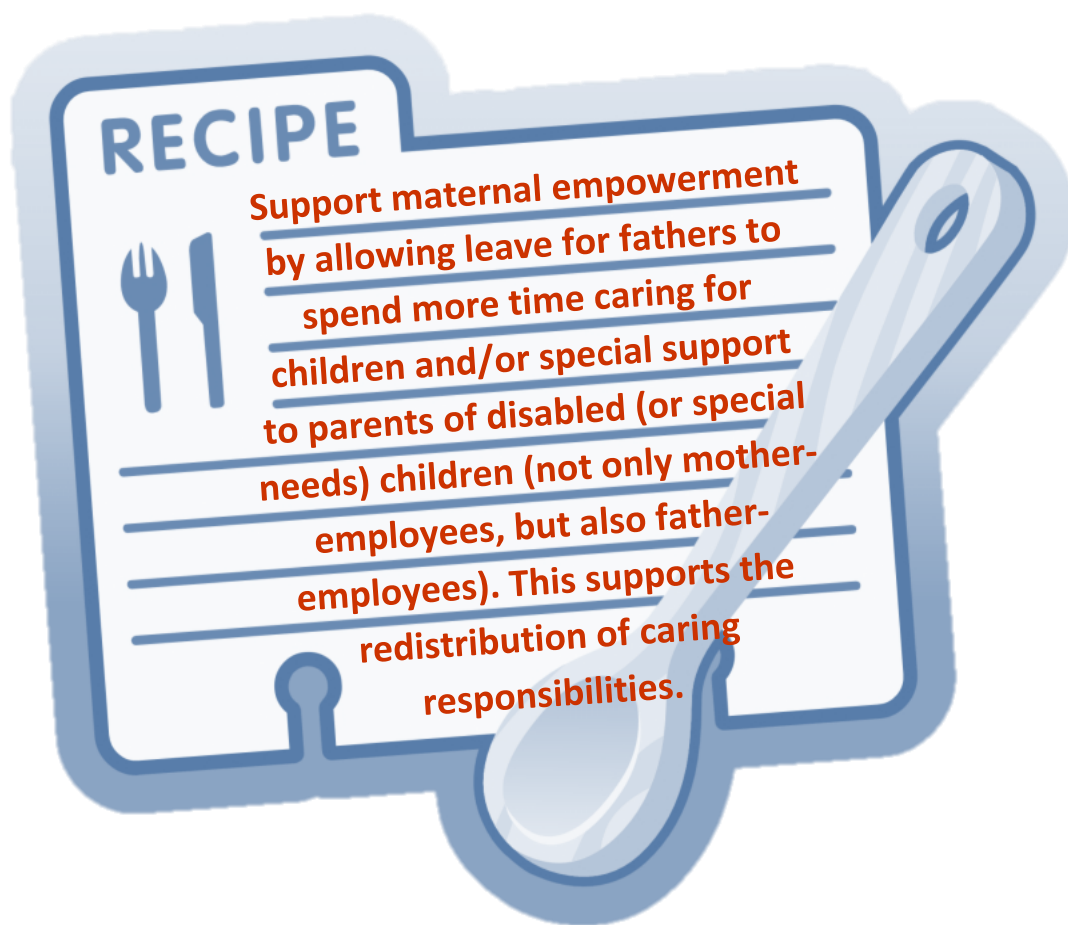 RECIPE
Support maternal empowerment
by allowing leave for fathers to
spend more time caring for
children and/or special support
to parents of disabled (or special
needs) children (not only mother-
employees, but also father-
employees). This supports the
redistribution of caring
responsibilities.